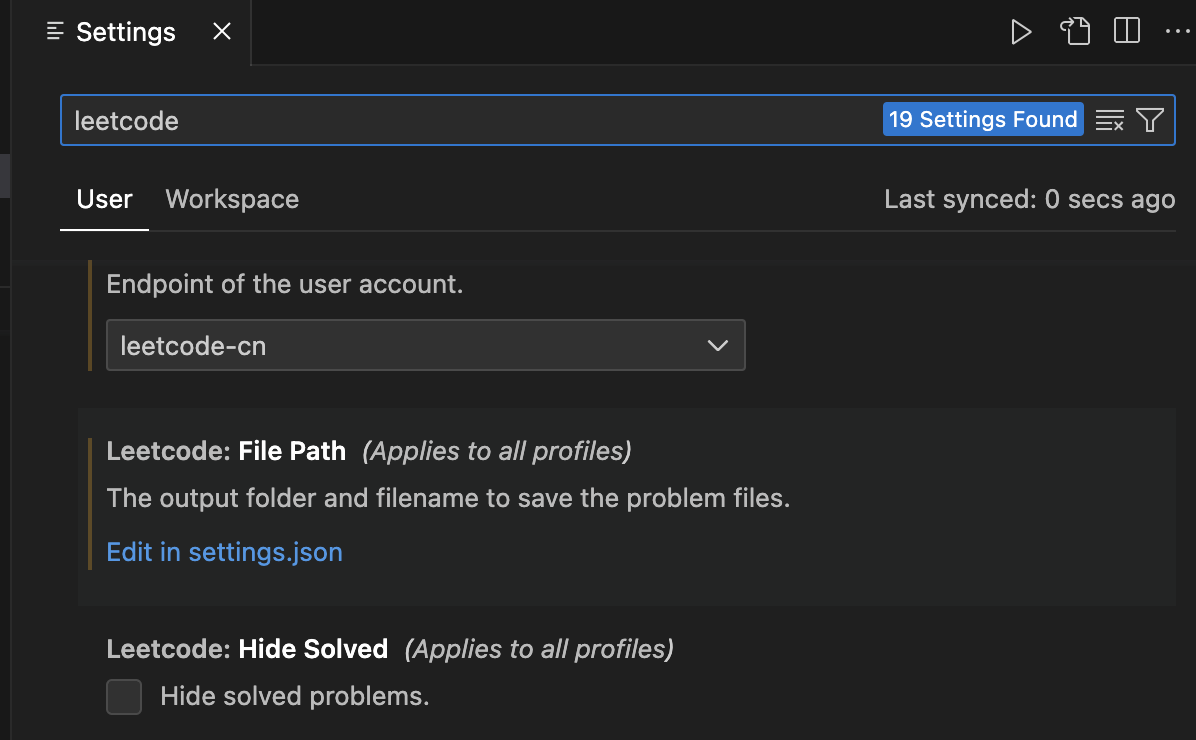 Settings
leetcode
19 Settings Found
User Workspace Last synced: 0 secs ago
Endpoint of the user account.
leetcode-cn
Leetcode: File Path (Applies to all profiles)
The output folder and filename to save the problem files.
Edit in settings.json
Leetcode: Hide Solved (Applies to all profiles)
Hide solved problems.